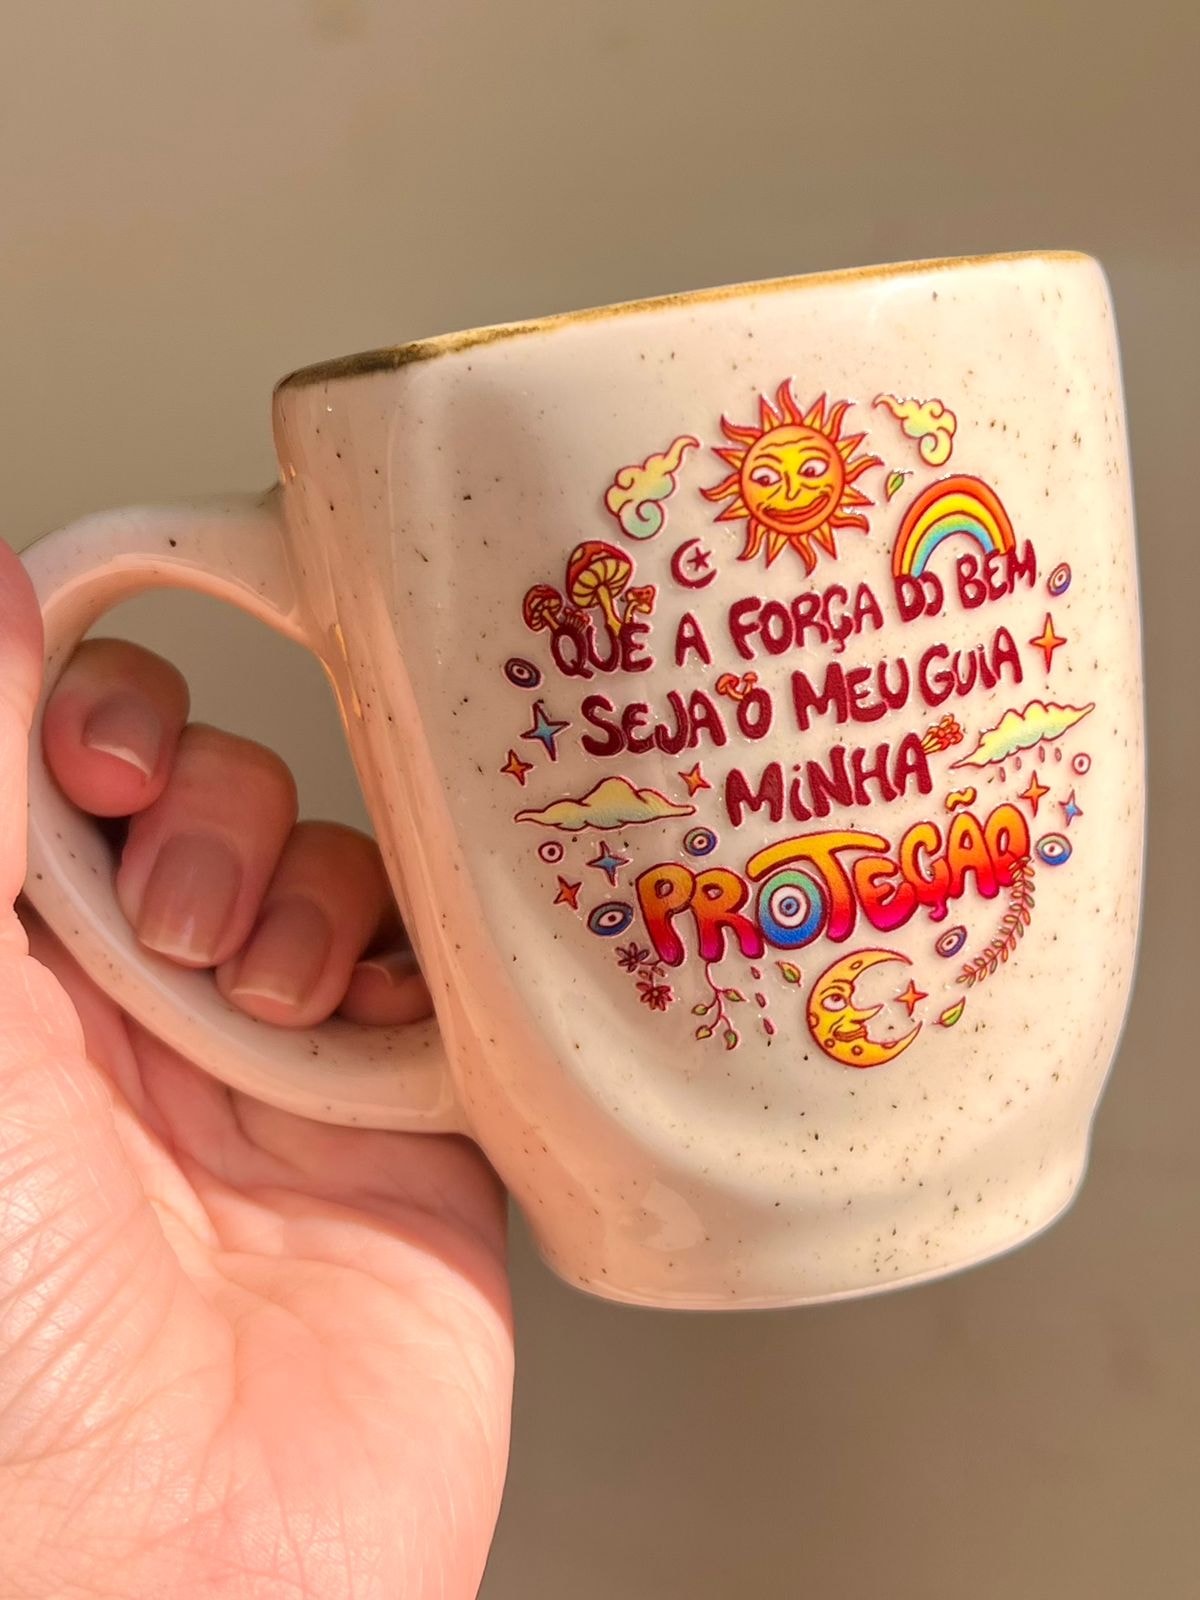 QUE A FORÇA DO BEM
SEJA O MEU GUIA
MINHA
PROTEÇÃO